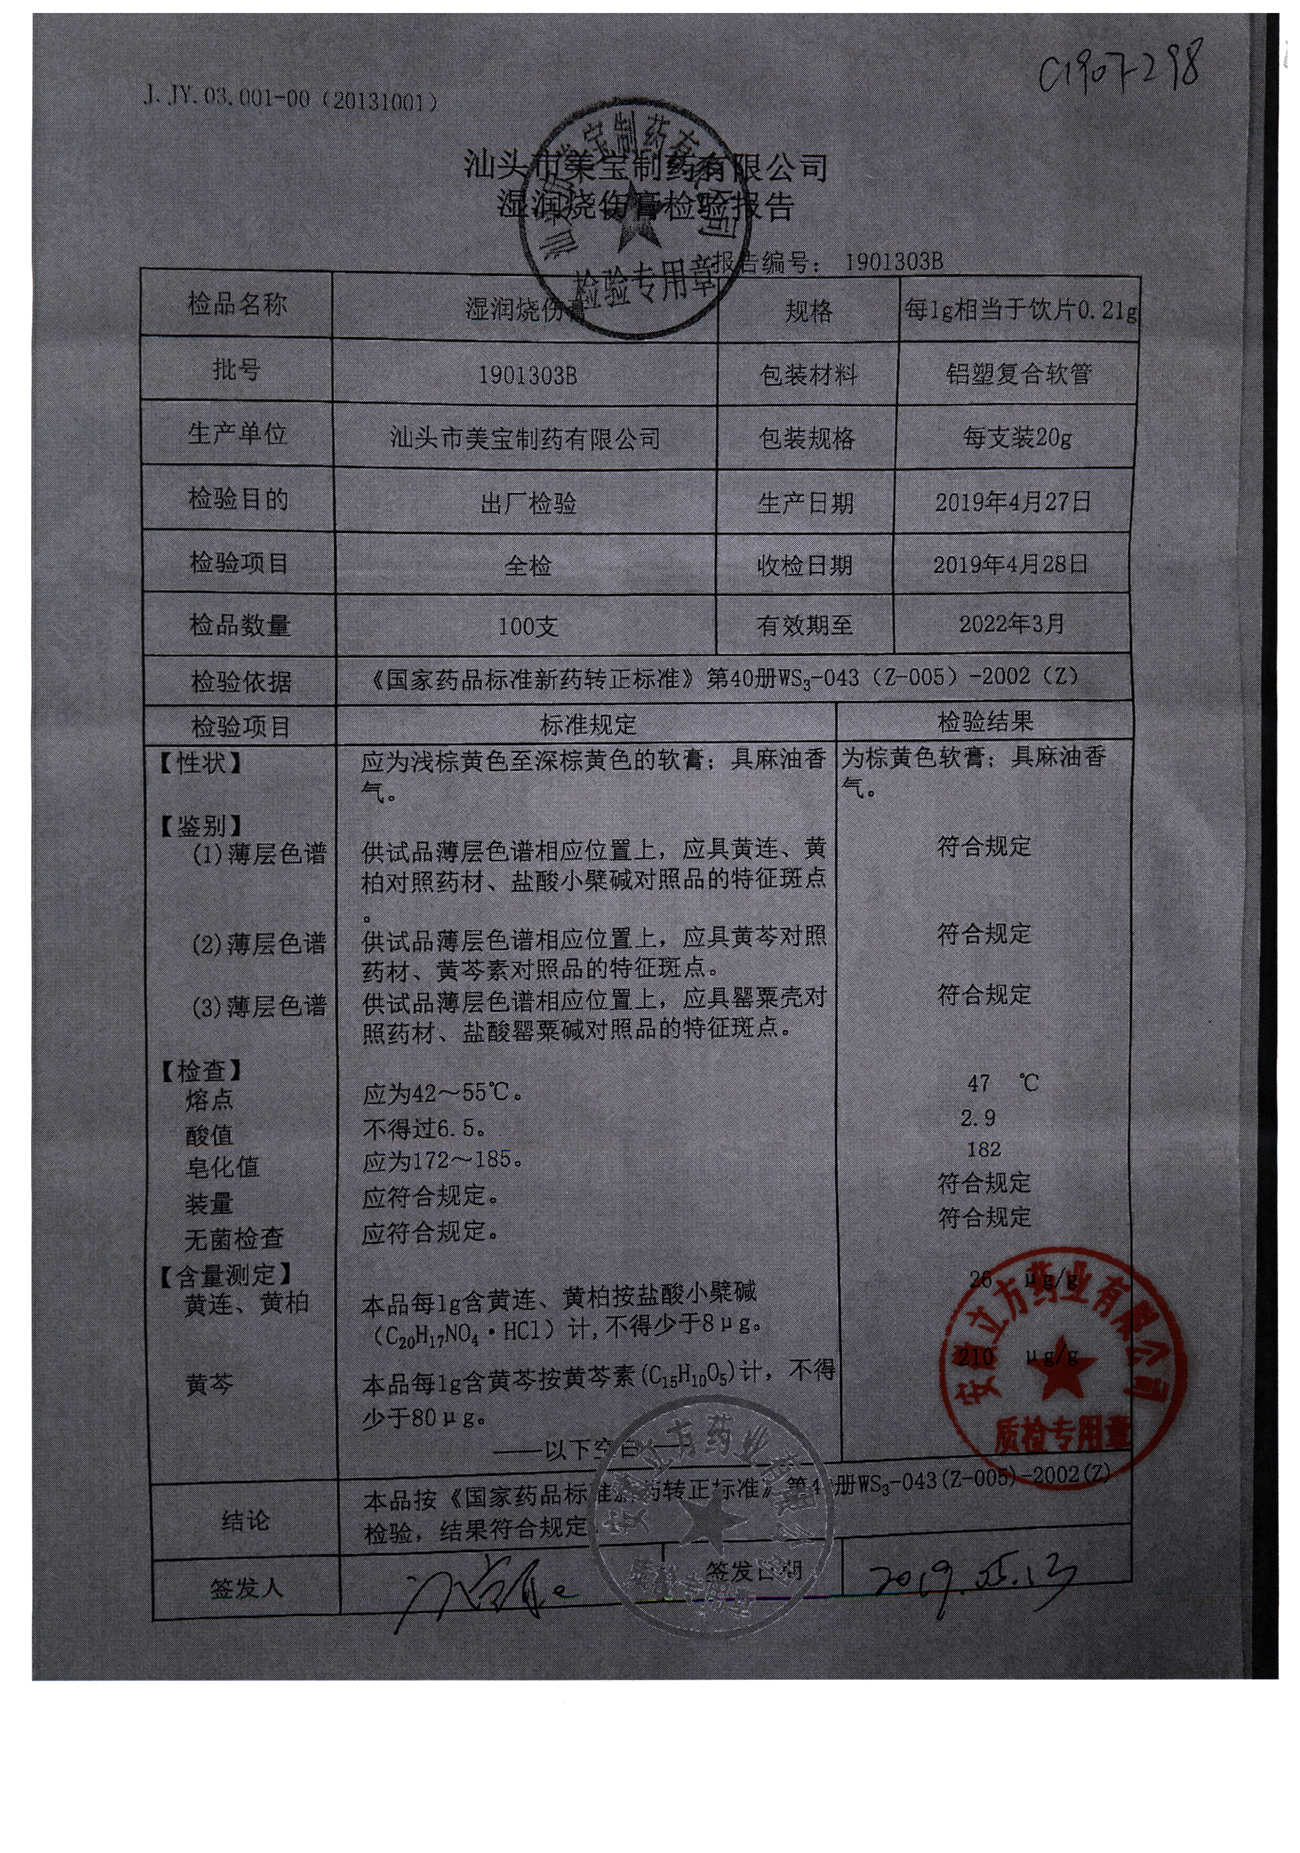 C1907-298
J.JY.03.001-00（20131001）
汕头市美宝制药有限公司
湿润烧伤膏检验报告
检验专用章
报告编号： 1901303B
检品名称 湿润烧伤膏 规格 每1g相当于饮片0.21g
批号 1901303B 包装材料 铝塑复合软管
生产单位 汕头市美宝制药有限公司 包装规格 每支装20g
检验目的 出厂检验 生产日期 2019年4月27日
检验项目 全检 收检日期 2019年4月28日
检品数量 100支 有效期至 2022年3月
检验依据 《国家药品标准新药转正标准》第40册WS₃-043（Z-005）-2002（Z）
检验项目 标准规定 检验结果
【性状】 应为浅棕黄色至深棕黄色的软膏；具麻油香 为棕黄色软膏；具麻油香
气。 气。
【鉴别】
(1)薄层色谱 供试品薄层色谱相应位置上，应具黄连、黄 符合规定
柏对照药材、盐酸小檗碱对照品的特征斑点
。
(2)薄层色谱 供试品薄层色谱相应位置上，应具黄芩对照 符合规定
药材、黄芩素对照品的特征斑点。
(3)薄层色谱 供试品薄层色谱相应位置上，应具罂粟壳对 符合规定
照药材、盐酸罂粟碱对照品的特征斑点。
【检查】
熔点 应为42～55℃。 47 ℃
酸值 不得过6.5。 2.9
皂化值 应为172～185。 182
装量 应符合规定。 符合规定
无菌检查 应符合规定。 符合规定
【含量测定】
黄连、黄柏 本品每1g含黄连、黄柏按盐酸小檗碱 26 μg/g
（C₂₀H₁₇NO₄·HCl）计,不得少于8μg。
黄芩 本品每1g含黄芩按黄芩素(C₁₅H₁₀O₅)计，不得 210 μg/g
少于80μg。
——以下空白——
安徽立方药业有限公司
质检专用章
结论 本品按《国家药品标准新药转正标准》第40册WS₃-043(Z-005)-2002(Z)
检验，结果符合规定
签发人 签发日期 2019.05.13